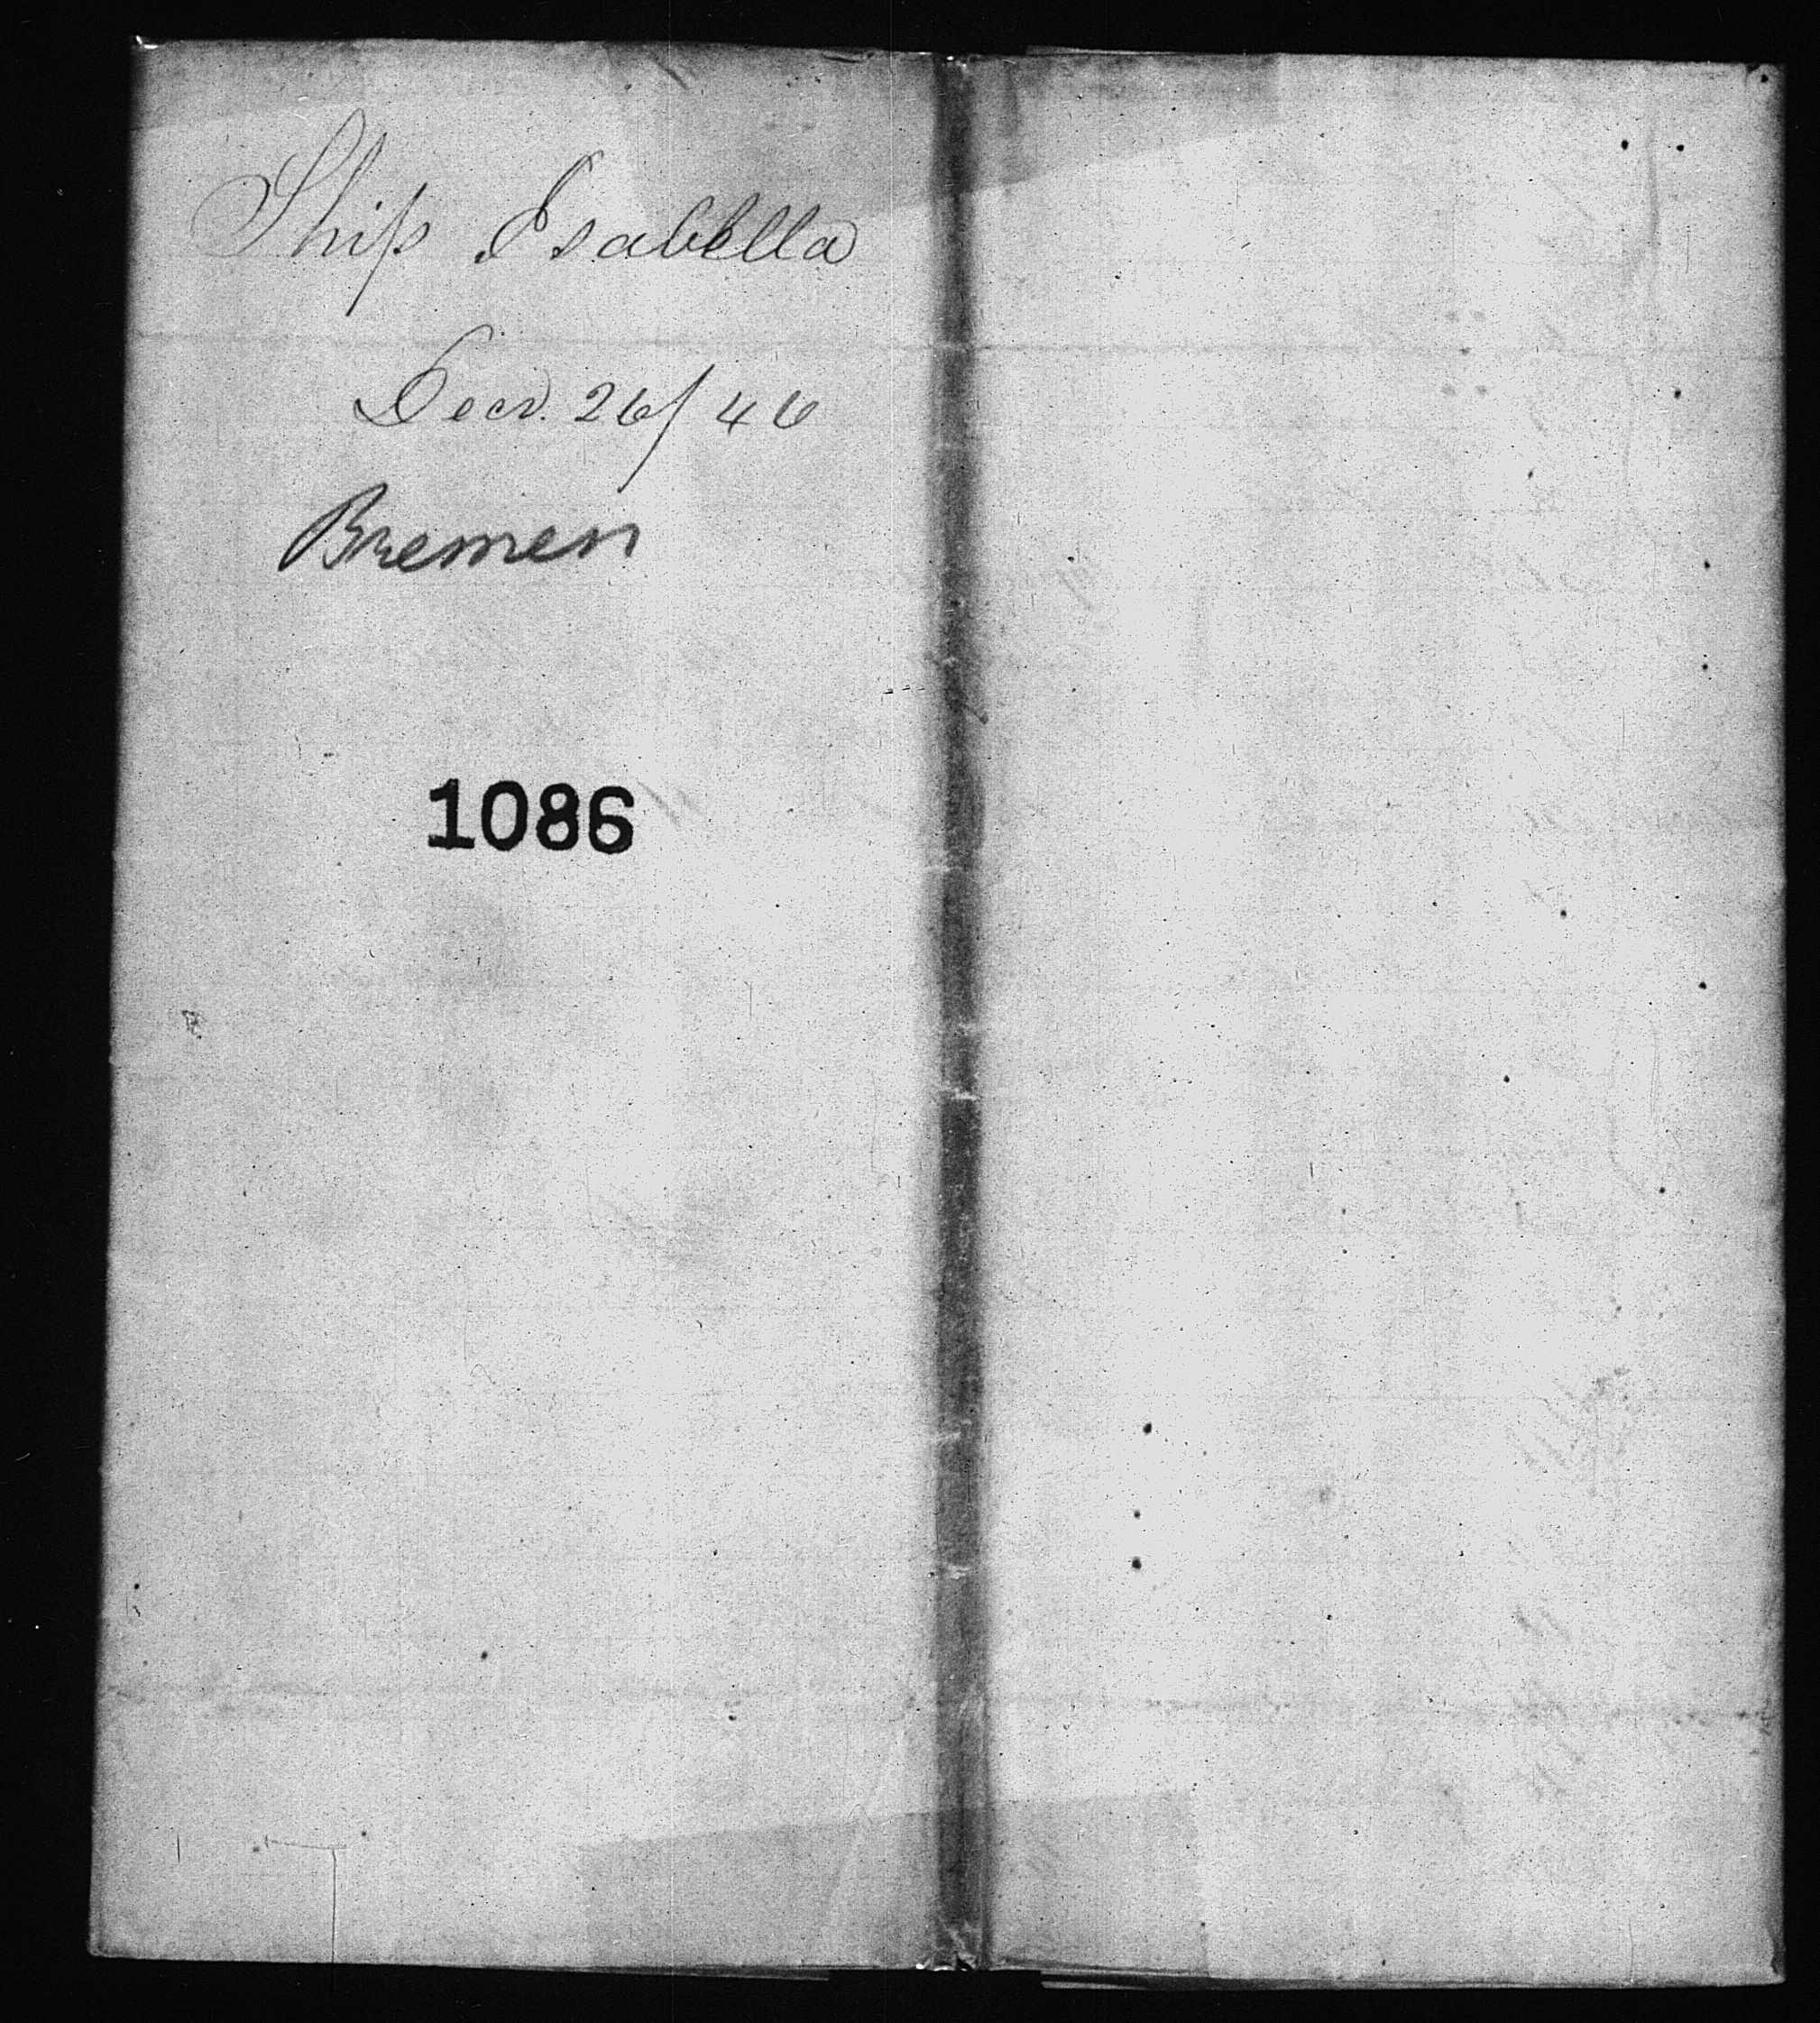 Ship Isabella
Decr. 26/46
Bremen
1086